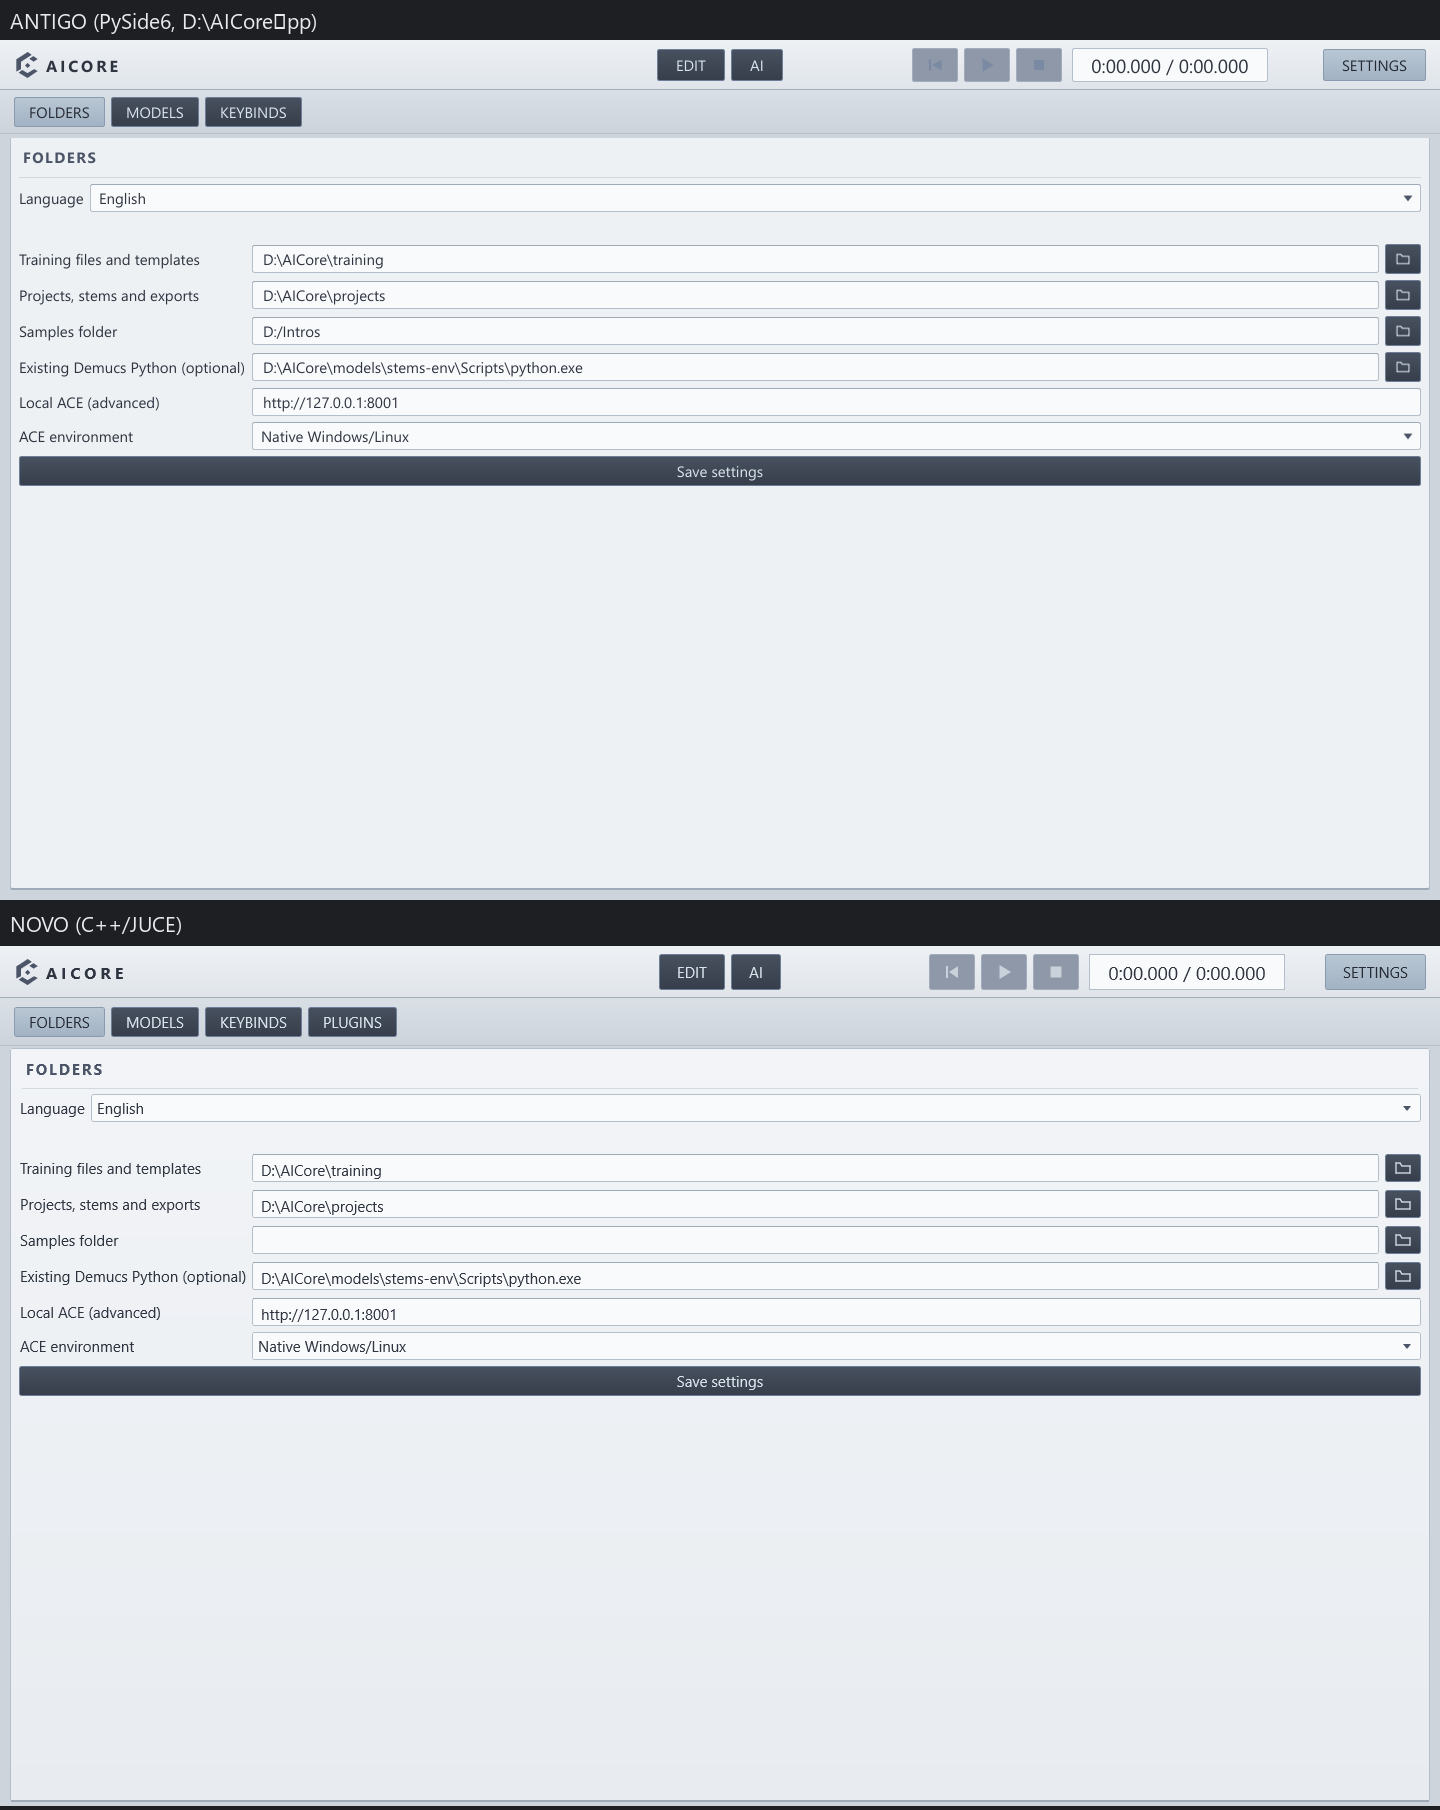 ANTIGO (PySide6, D:\AICore▯pp)
AICORE EDIT AI 0:00.000 / 0:00.000 SETTINGS
FOLDERS MODELS KEYBINDS
FOLDERS
Language English
Training files and templates D:\AICore\training
Projects, stems and exports D:\AICore\projects
Samples folder D:/Intros
Existing Demucs Python (optional) D:\AICore\models\stems-env\Scripts\python.exe
Local ACE (advanced) http://127.0.0.1:8001
ACE environment Native Windows/Linux
Save settings
NOVO (C++/JUCE)
AICORE EDIT AI 0:00.000 / 0:00.000 SETTINGS
FOLDERS MODELS KEYBINDS PLUGINS
FOLDERS
Language English
Training files and templates D:\AICore\training
Projects, stems and exports D:\AICore\projects
Samples folder
Existing Demucs Python (optional) D:\AICore\models\stems-env\Scripts\python.exe
Local ACE (advanced) http://127.0.0.1:8001
ACE environment Native Windows/Linux
Save settings